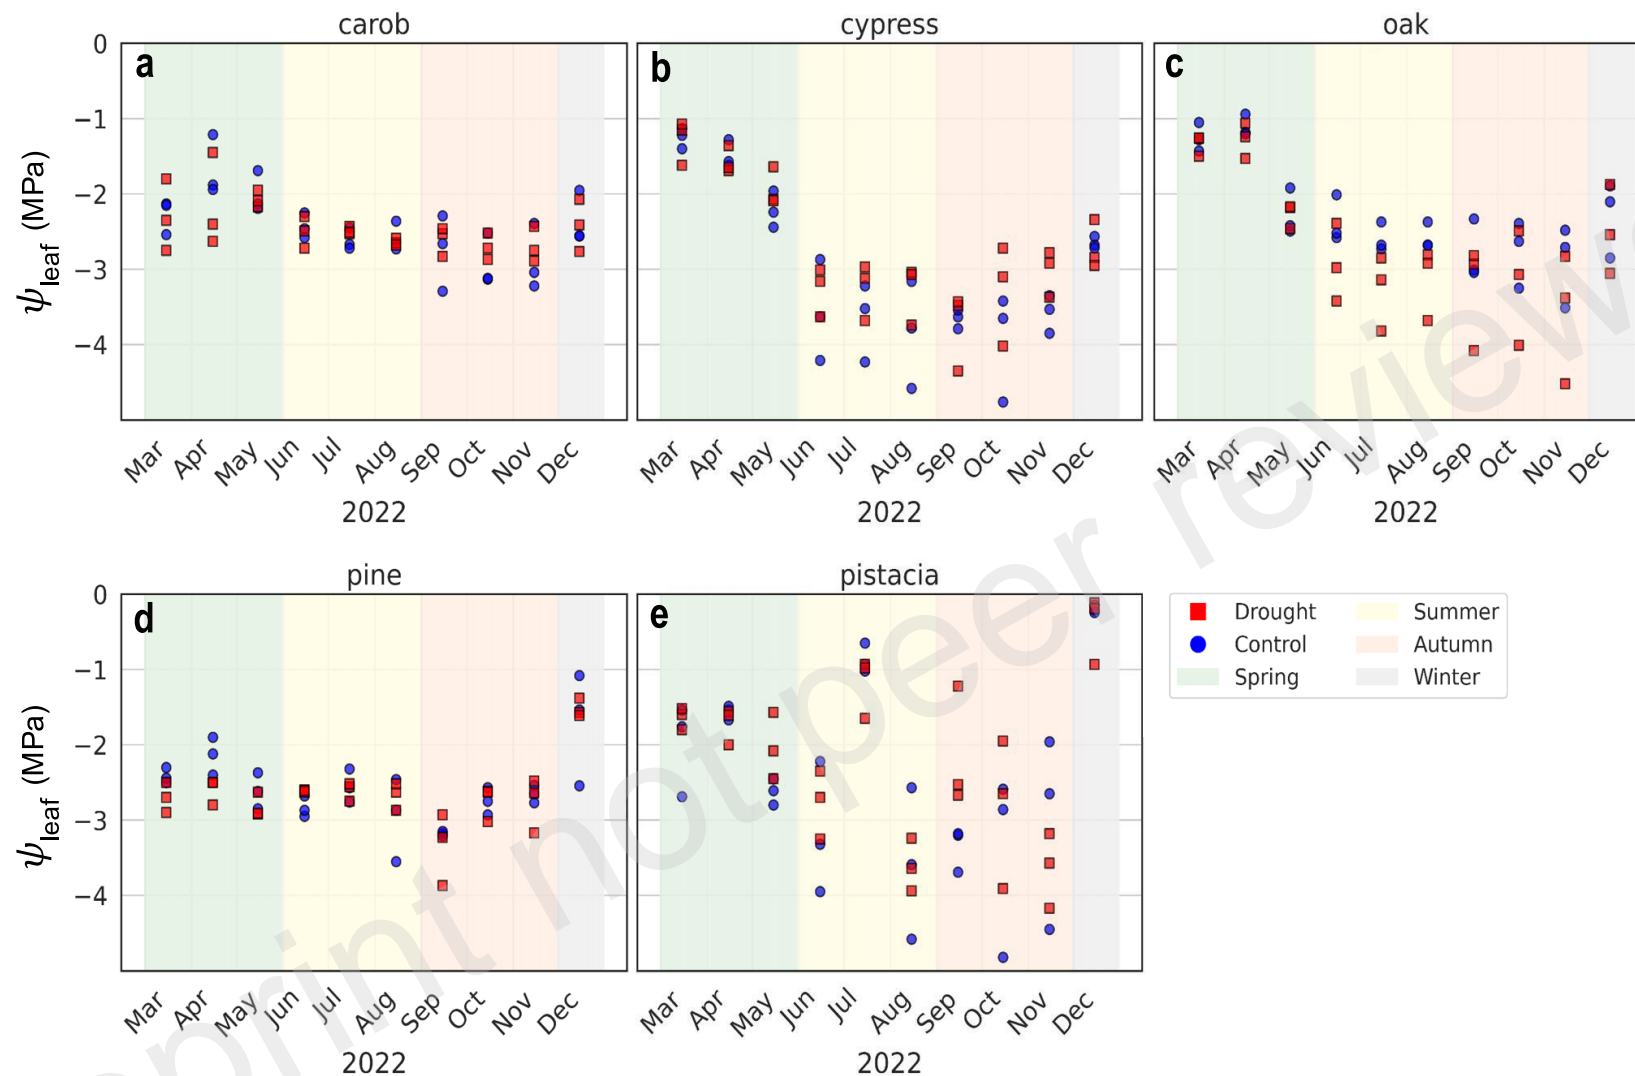 carob
cypress
oak
a
b
c
0
−1
−2
−3
−4
ψleaf (MPa)
Mar Apr May Jun Jul Aug Sep Oct Nov Dec
Mar Apr May Jun Jul Aug Sep Oct Nov Dec
Mar Apr May Jun Jul Aug Sep Oct Nov Dec
2022
2022
2022
pine
pistacia
d
e
0
−1
−2
−3
−4
ψleaf (MPa)
Mar Apr May Jun Jul Aug Sep Oct Nov Dec
Mar Apr May Jun Jul Aug Sep Oct Nov Dec
2022
2022
Drought
Control
Spring
Summer
Autumn
Winter
print not peer review